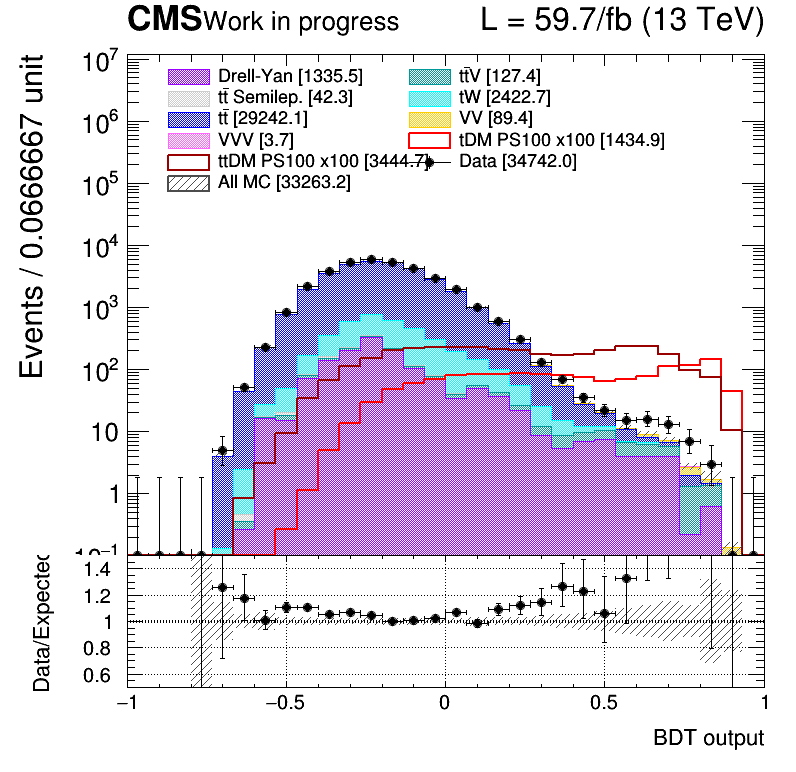 CMS Work in progress L = 59.7/fb (13 TeV)
Events / 0.0666667 unit
10⁷
10⁶
10⁵
10⁴
10³
10²
10
1
10⁻¹
Drell-Yan [1335.5] tt̄V [127.4]
tt̄ Semilep. [42.3] tW [2422.7]
tt̄ [29242.1] VV [89.4]
VVV [3.7] tDM PS100 x100 [1434.9]
ttDM PS100 x100 [3444.7] Data [34742.0]
All MC [33263.2]
Data/Expected
1.4
1.2
1
0.8
0.6
−1 −0.5 0 0.5 1
BDT output